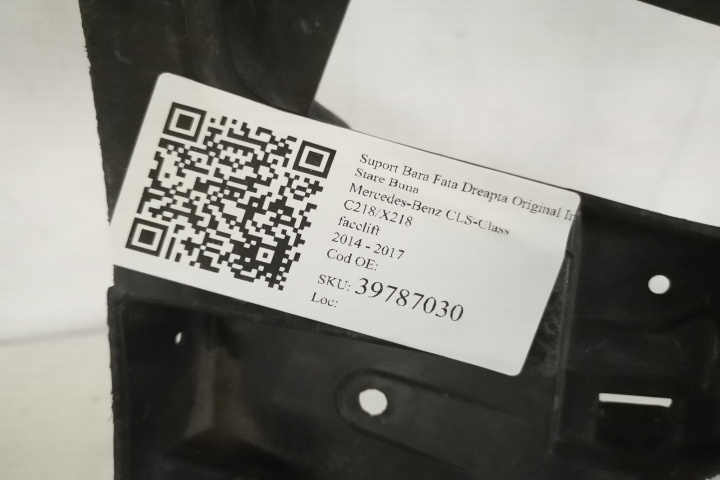 Suport Bara Fata Dreapta Original In
Stare Buna
Mercedes-Benz CLS-Class
C218/X218
facelift
2014 - 2017
Cod OE:
SKU: 39787030
Loc: